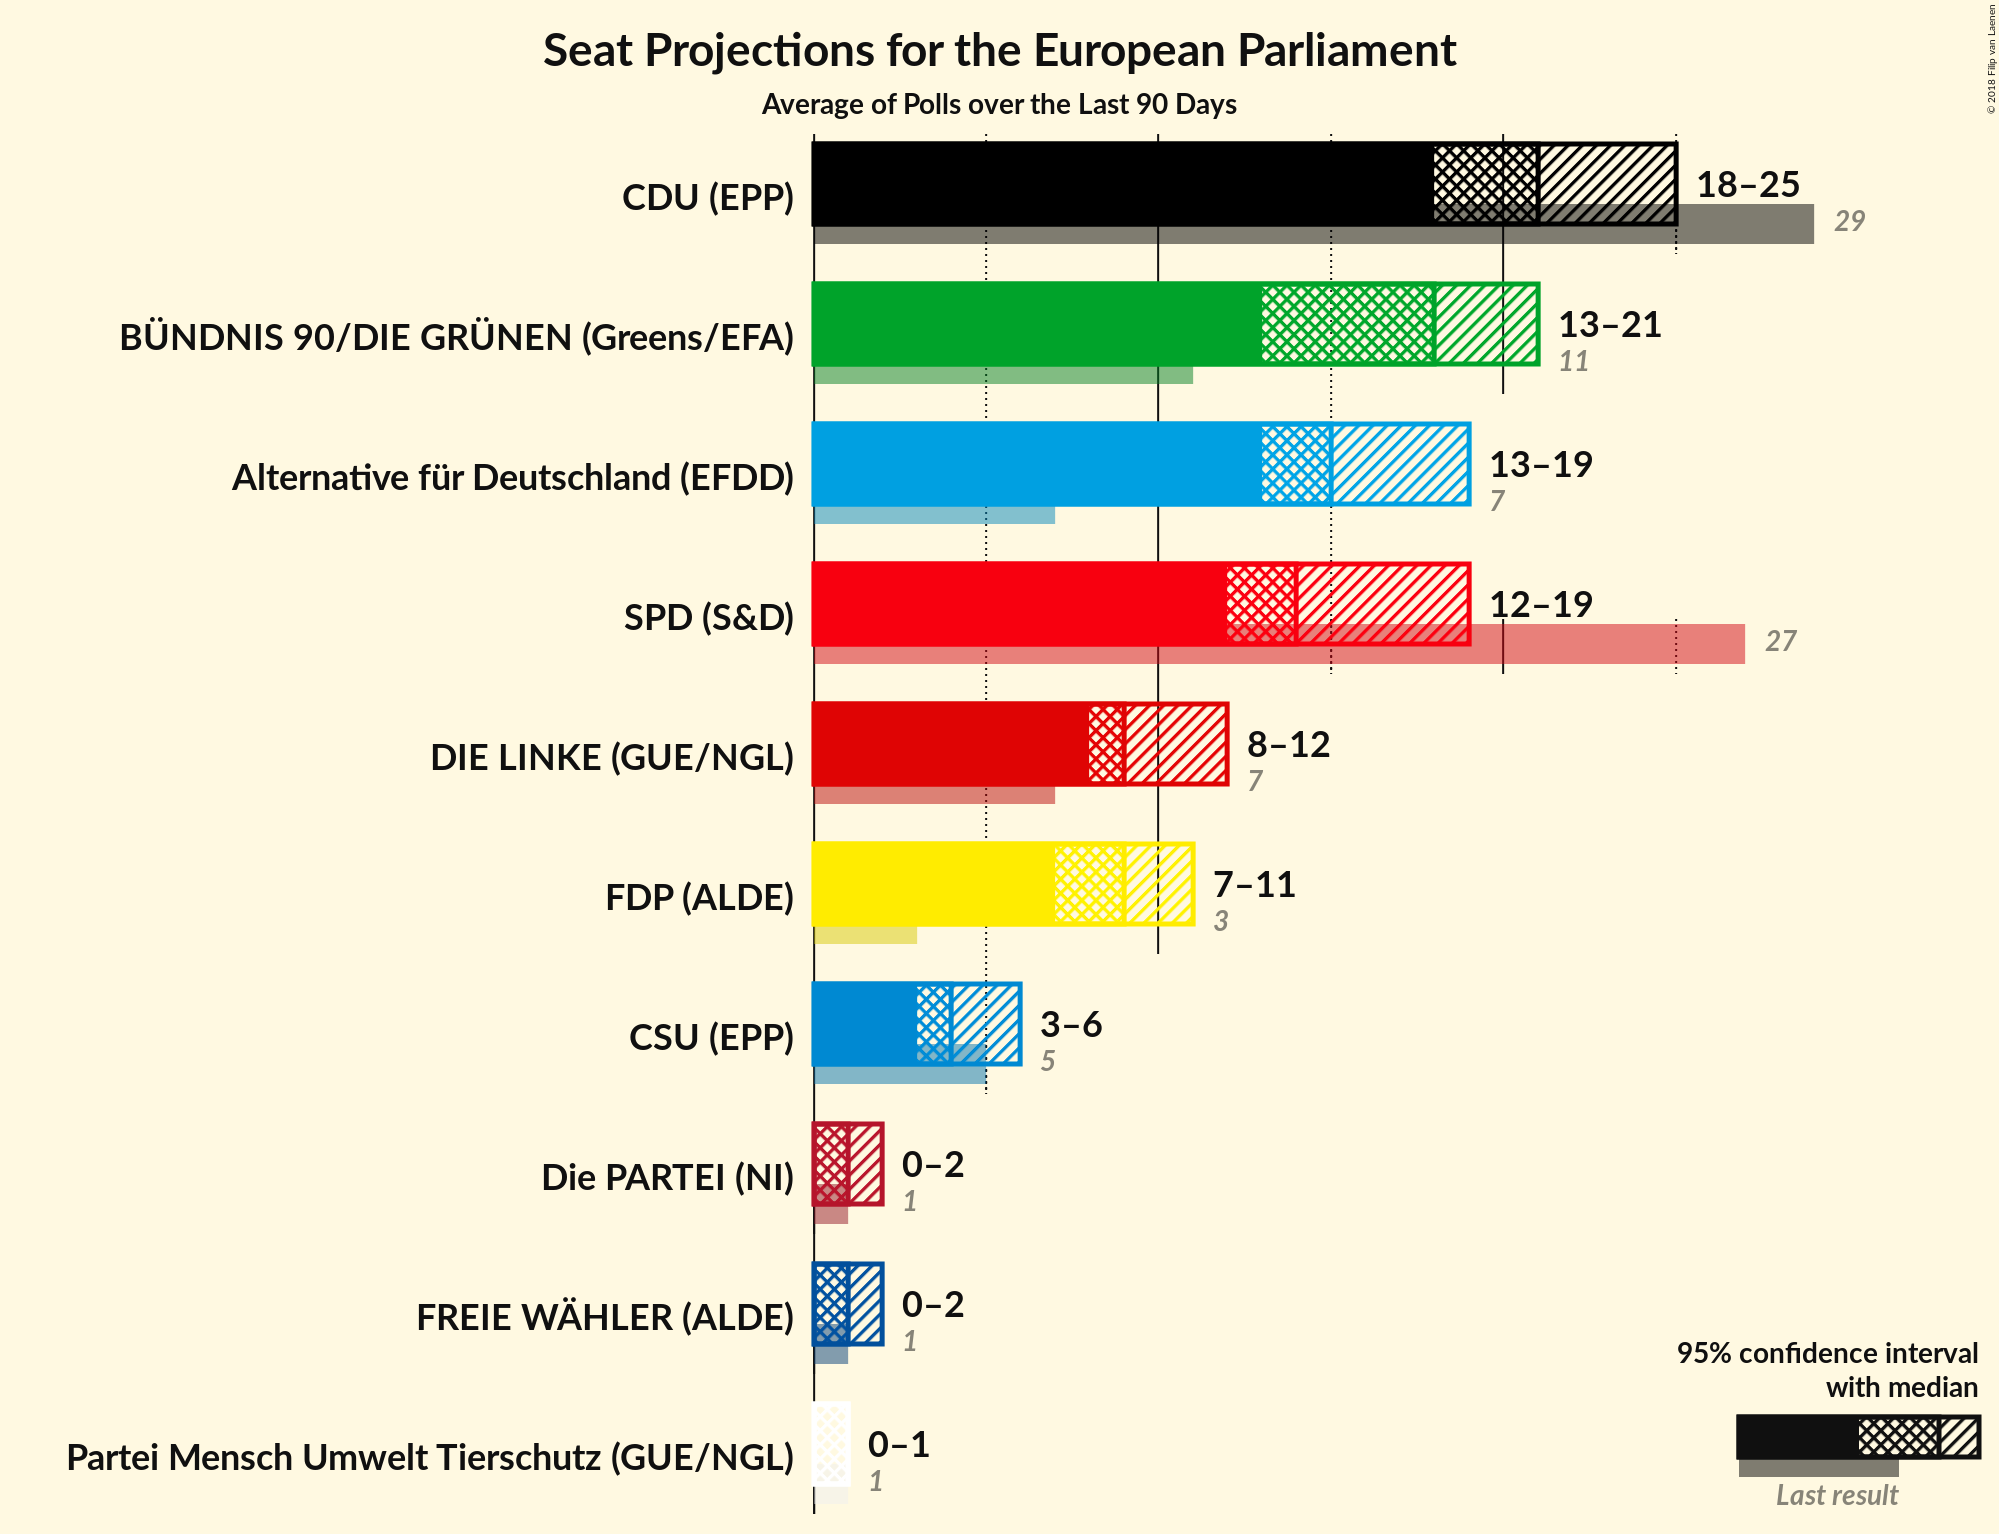 Seat Projections for the European Parliament
Average of Polls over the Last 90 Days
© 2018 Filip van Laenen
CDU (EPP)
18–25
29
BÜNDNIS 90/DIE GRÜNEN (Greens/EFA)
13–21
11
Alternative für Deutschland (EFDD)
13–19
7
SPD (S&D)
12–19
27
DIE LINKE (GUE/NGL)
8–12
7
FDP (ALDE)
7–11
3
CSU (EPP)
3–6
5
Die PARTEI (NI)
0–2
1
FREIE WÄHLER (ALDE)
0–2
1
Partei Mensch Umwelt Tierschutz (GUE/NGL)
0–1
1
95% confidence interval
with median
Last result